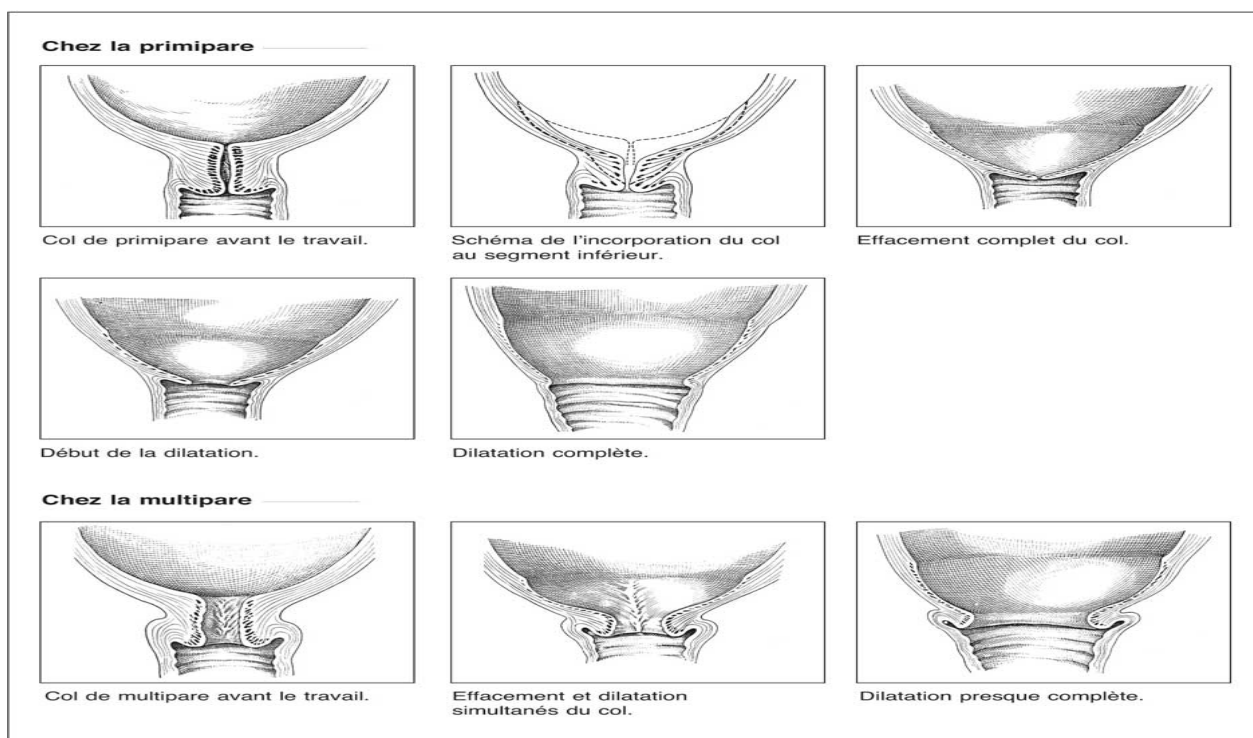 Chez la primipare
Col de primipare avant le travail.
Schéma de l'incorporation du col
au segment inférieur.
Effacement complet du col.
Début de la dilatation.
Dilatation complète.
Chez la multipare
Col de multipare avant le travail.
Effacement et dilatation
simultanés du col.
Dilatation presque complète.